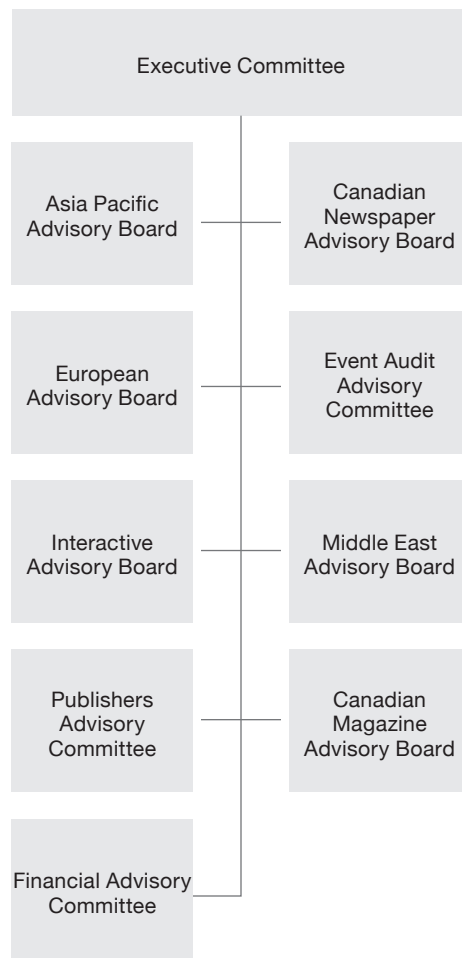 Executive Committee
Asia Pacific
Advisory Board
Canadian
Newspaper
Advisory Board
European
Advisory Board
Event Audit
Advisory
Committee
Interactive
Advisory Board
Middle East
Advisory Board
Publishers
Advisory
Committee
Canadian
Magazine
Advisory Board
Financial Advisory
Committee